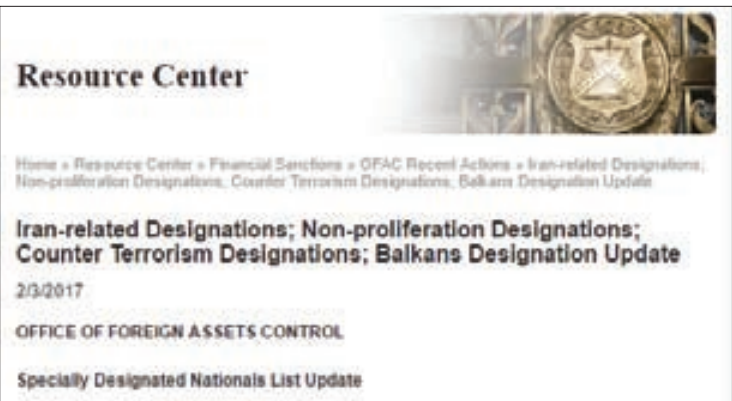 Resource Center
Home » Resource Center » Financial Sanctions » OFAC Recent Actions » Iran-related Designations;
Non-proliferation Designations, Counter Terrorism Designations, Balkans Designation Update
Iran-related Designations; Non-proliferation Designations;
Counter Terrorism Designations; Balkans Designation Update
2/3/2017
OFFICE OF FOREIGN ASSETS CONTROL
Specially Designated Nationals List Update